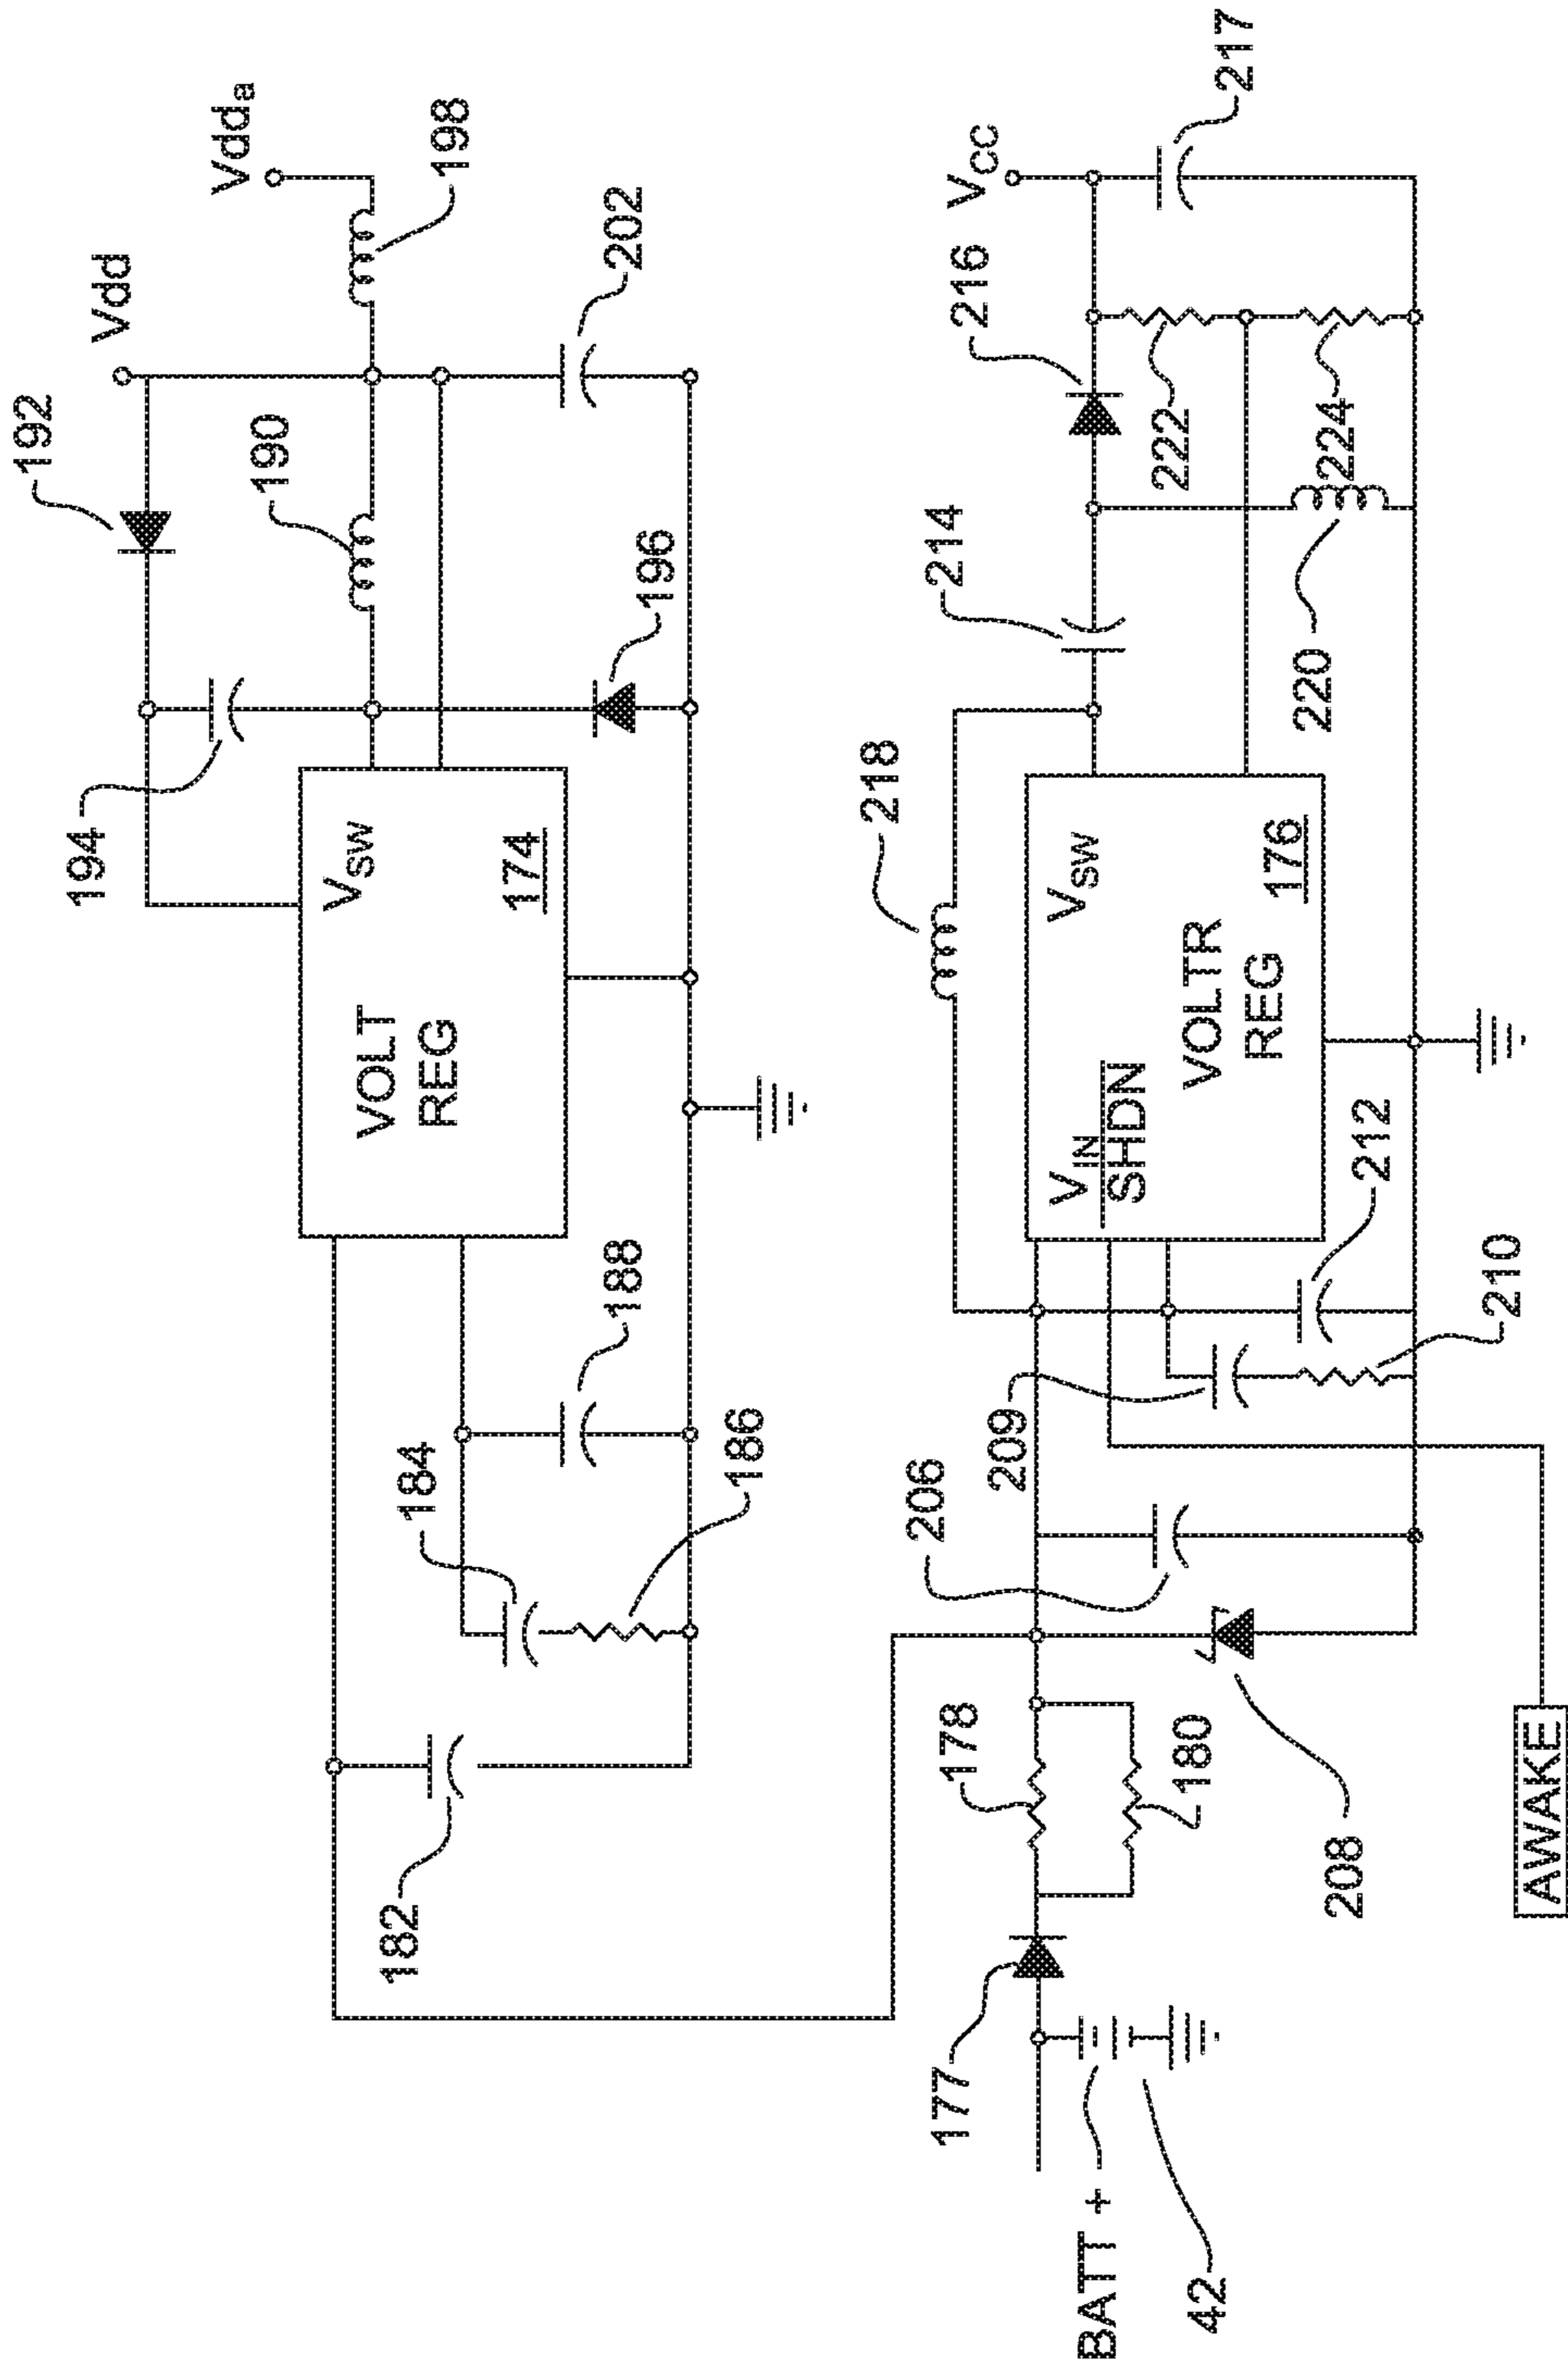 192
Vdd
Vdda
194
190
198
VOLT
REG
VSW
174
196
202
182
184
188
186
218
214
216
VCC
217
VIN
SHDN
VSW
VOLTR
REG
176
222
224
220
177
178
180
206
209
212
210
BATT +
42
208
AWAKE